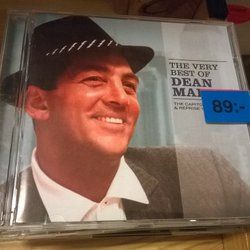 THE VERY
BEST OF
DEAN
MA
THE CAPITO
& REPRISE
89:-